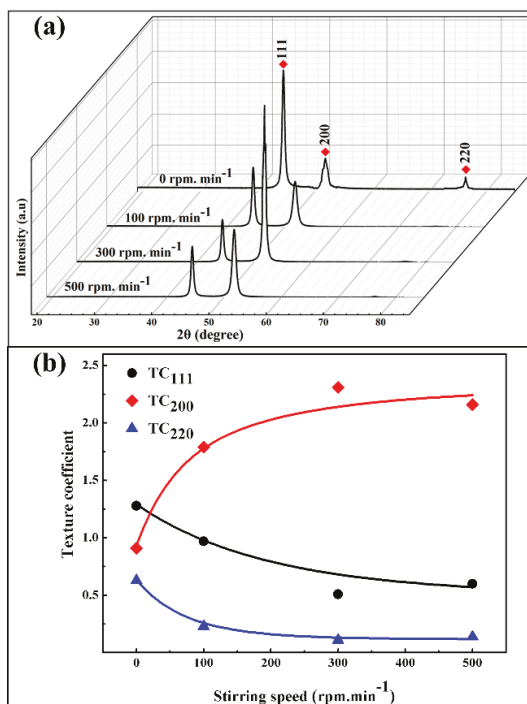 (a)
111
200
220
0 rpm. min⁻¹
100 rpm. min⁻¹
300 rpm. min⁻¹
500 rpm. min⁻¹
Intensity (a.u)
20 30 40 50 60 70 80
2θ (degree)
(b)
TC₁₁₁
TC₂₀₀
TC₂₂₀
2.5
2.0
1.5
1.0
0.5
Texture coefficient
0 100 200 300 400 500
Stirring speed (rpm.min⁻¹)